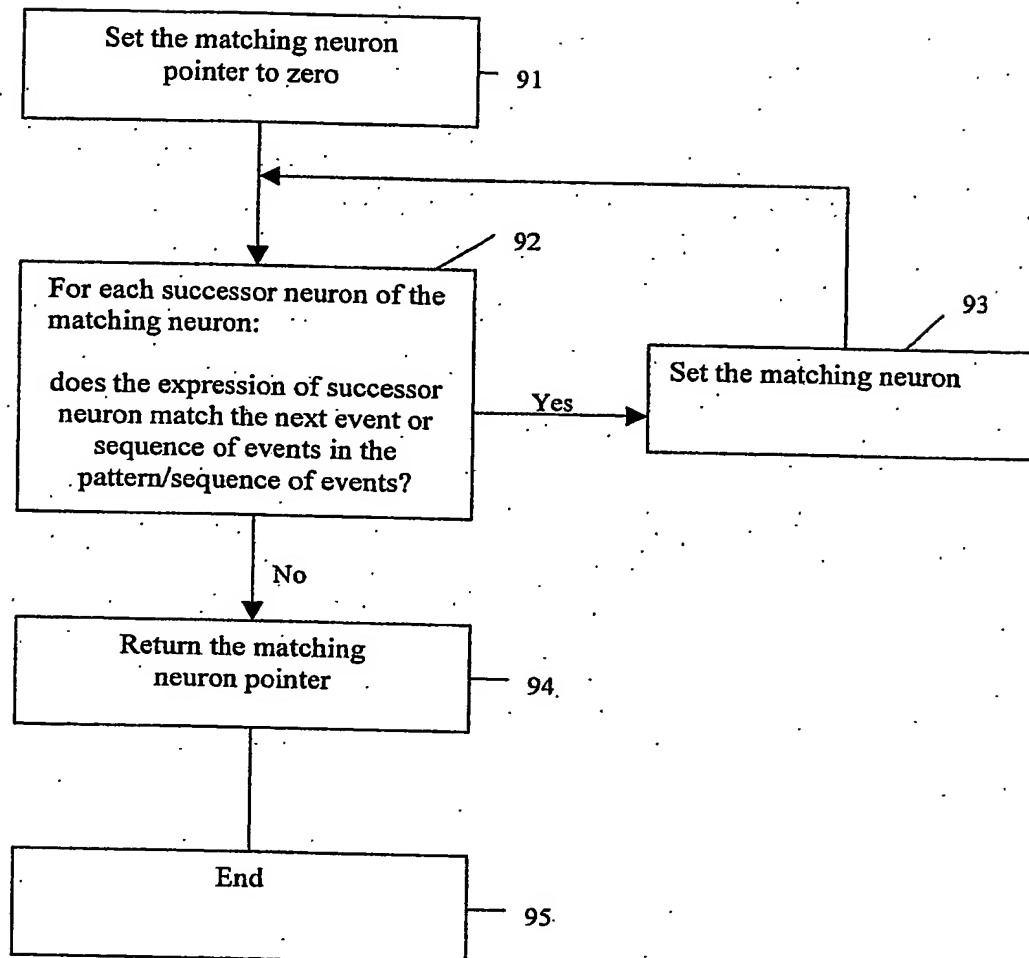 Set the matching neuron
pointer to zero
91
92
For each successor neuron of the
matching neuron:
does the expression of successor
neuron match the next event or
sequence of events in the
pattern/sequence of events?
Yes
93
Set the matching neuron
No
Return the matching
neuron pointer
94
End
95